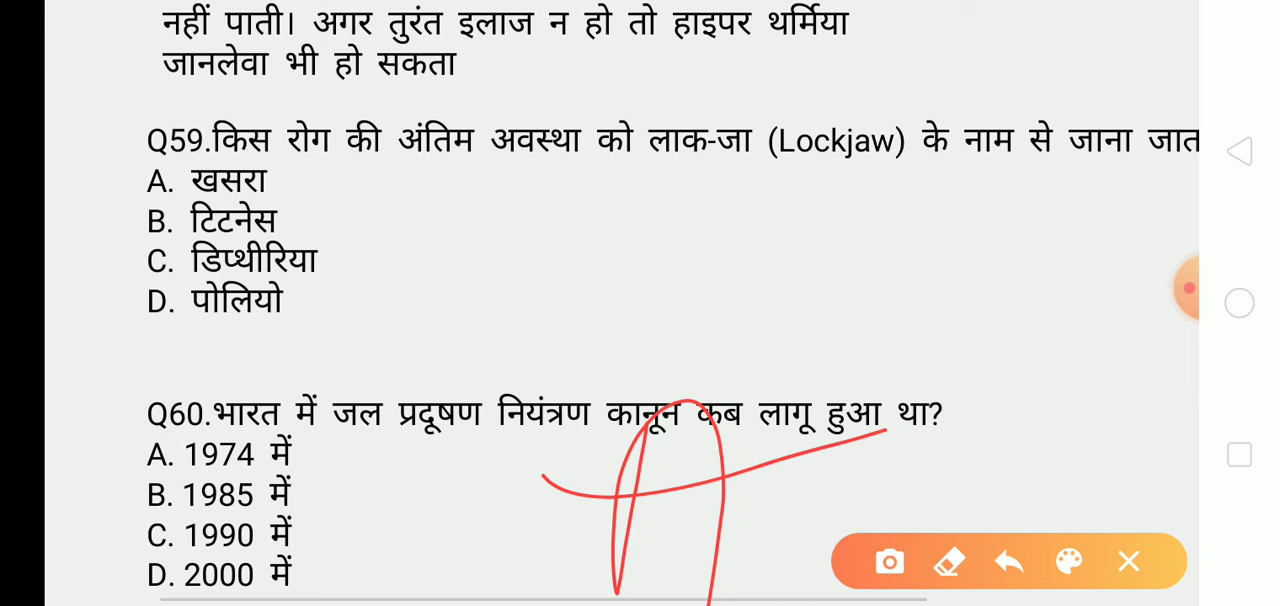 नहीं पाती। अगर तुरंत इलाज न हो तो हाइपर थर्मिया
जानलेवा भी हो सकता
Q59.किस रोग की अंतिम अवस्था को लाक-जा (Lockjaw) के नाम से जाना जात
A. खसरा
B. टिटनेस
C. डिप्थीरिया
D. पोलियो
Q60.भारत में जल प्रदूषण नियंत्रण कानून कब लागू हुआ था?
A. 1974 में
B. 1985 में
C. 1990 में
D. 2000 में
A